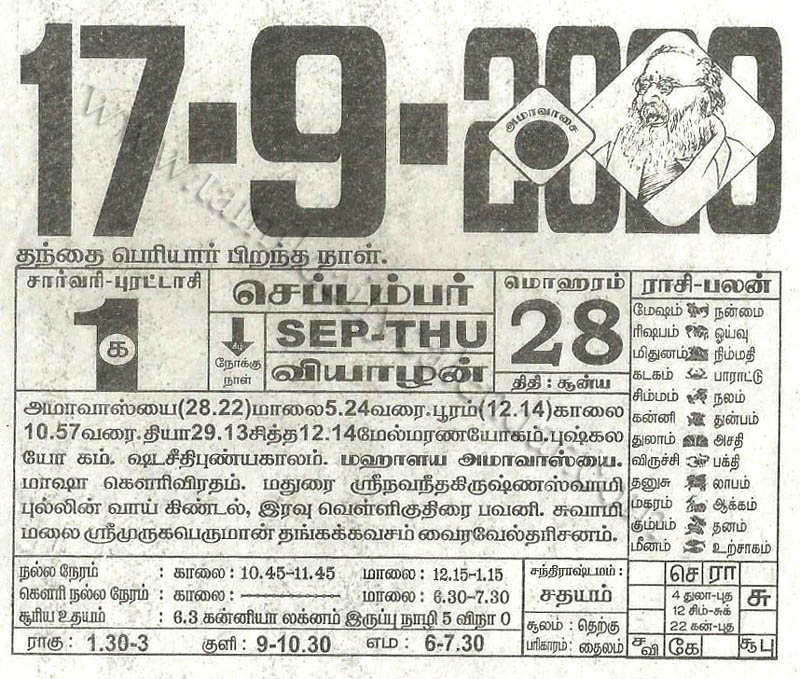 17-9-2020
அமாவாசை
தந்தை பெரியார் பிறந்த நாள்.
சார்வரி-புரட்டாசி
1
க
செப்டம்பர்
SEP-THU
வியாழன்
கீழ்
நோக்கு
நாள்
மொஹரம்
28
திதி : சூன்ய
அமாவாஸ்யை(28.22)மாலை5.24வரை.பூரம்(12.14)காலை
10.57வரை.தியா29.13சித்த12.14மேல்மரணயோகம்.புஷ்கல
யோ கம். ஷடசீதிபுண்யகாலம். மஹாளய அமாவாஸ்யை.
மாஷா கௌரிவிரதம். மதுரை ஸ்ரீநவநீதகிருஷ்ணஸ்வாமி
புல்லின் வாய் கிண்டல், இரவு வெள்ளிகுதிரை பவனி. சுவாமி
மலை ஸ்ரீமுருகபெருமான் தங்கக்கவசம் வைரவேல்தரிசனம்.
ராசி-பலன்
மேஷம் நன்மை
ரிஷபம் ஓய்வு
மிதுனம் நிம்மதி
கடகம் பாராட்டு
சிம்மம் நலம்
கன்னி துன்பம்
துலாம் அசதி
விருச்சி பக்தி
தனுசு லாபம்
மகரம் ஆக்கம்
கும்பம் தனம்
மீனம் உற்சாகம்
நல்ல நேரம் : காலை : 10.45-11.45 மாலை : 12.15-1.15
கௌரி நல்ல நேரம் : காலை : ---------- மாலை : 6.30-7.30
சூரிய உதயம் : 6.3 கன்னியா லக்னம் இருப்பு நாழி 5 விநா 0
ராகு : 1.30-3 குளி : 9-10.30 எம : 6-7.30
சந்திராஷ்டமம் :
சதயம்
சூலம் : தெற்கு
பரிகாரம் : தைலம்
செ ரா
4 துலா-புத
12 சிம்-சுக்
22 கன்-புத
சு
ச வி கே சூ பு